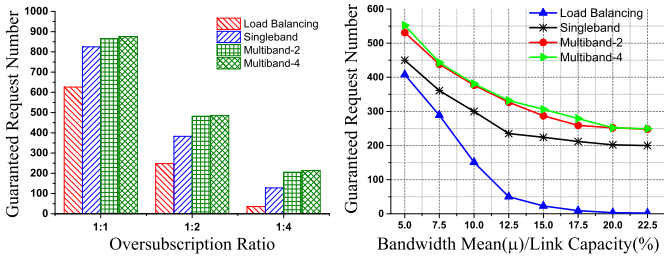 Guaranteed Request Number
1000
900
800
700
600
500
400
300
200
100
0
Load Balancing
Singleband
Multiband-2
Multiband-4
1:1
1:2
1:4
Oversubscription Ratio
Guaranteed Request Number
600
500
400
300
200
100
0
Load Balancing
Singleband
Multiband-2
Multiband-4
5.0
7.5
10.0
12.5
15.0
17.5
20.0
22.5
Bandwidth Mean(μ)/Link Capacity(%)